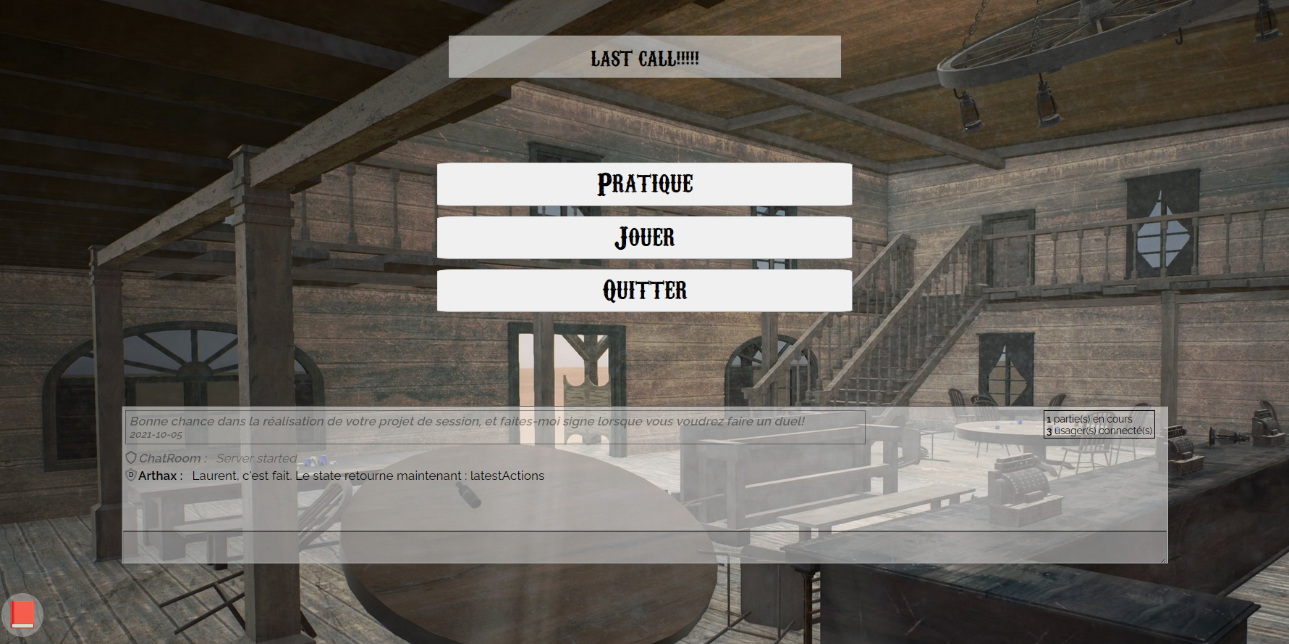 LAST CALL!!!!!
PRATIQUE
JOUER
QUITTER
Bonne chance dans la réalisation de votre projet de session, et faites-moi signe lorsque vous voudrez faire un duel!
2021-10-05
1 partie(s) en cours
3 usager(s) connecté(s)
ChatRoom : Server started
Arthax : Laurent, c'est fait. Le state retourne maintenant : latestActions